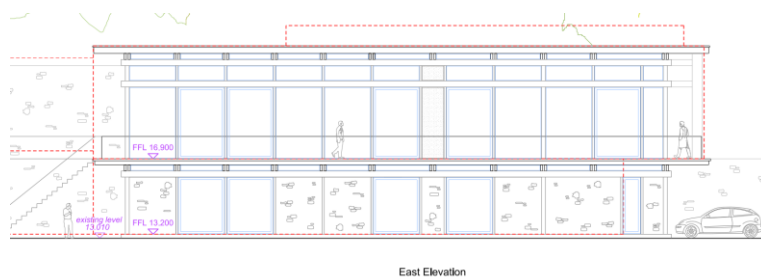 FFL 16.900
existing level
13.010
FFL 13.200
East Elevation